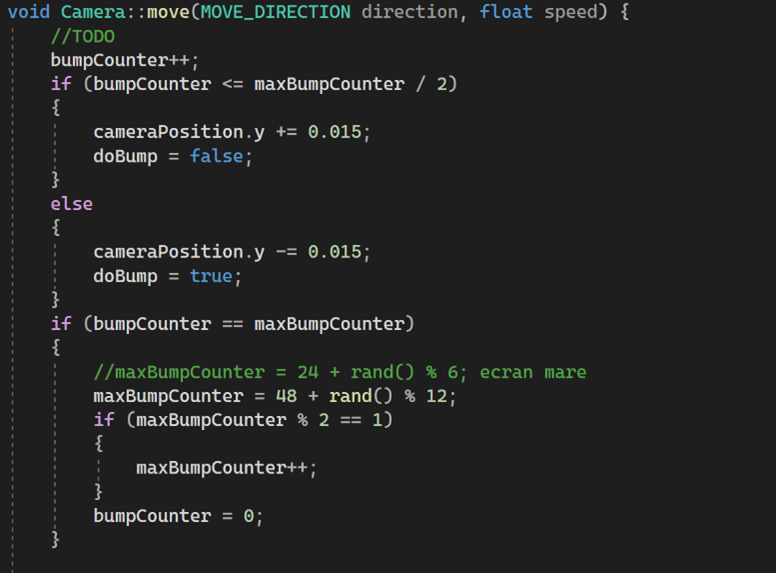 void Camera::move(MOVE_DIRECTION direction, float speed) {
//TODO
bumpCounter++;
if (bumpCounter <= maxBumpCounter / 2)
{
cameraPosition.y += 0.015;
doBump = false;
}
else
{
cameraPosition.y -= 0.015;
doBump = true;
}
if (bumpCounter == maxBumpCounter)
{
//maxBumpCounter = 24 + rand() % 6; ecran mare
maxBumpCounter = 48 + rand() % 12;
if (maxBumpCounter % 2 == 1)
{
maxBumpCounter++;
}
bumpCounter = 0;
}